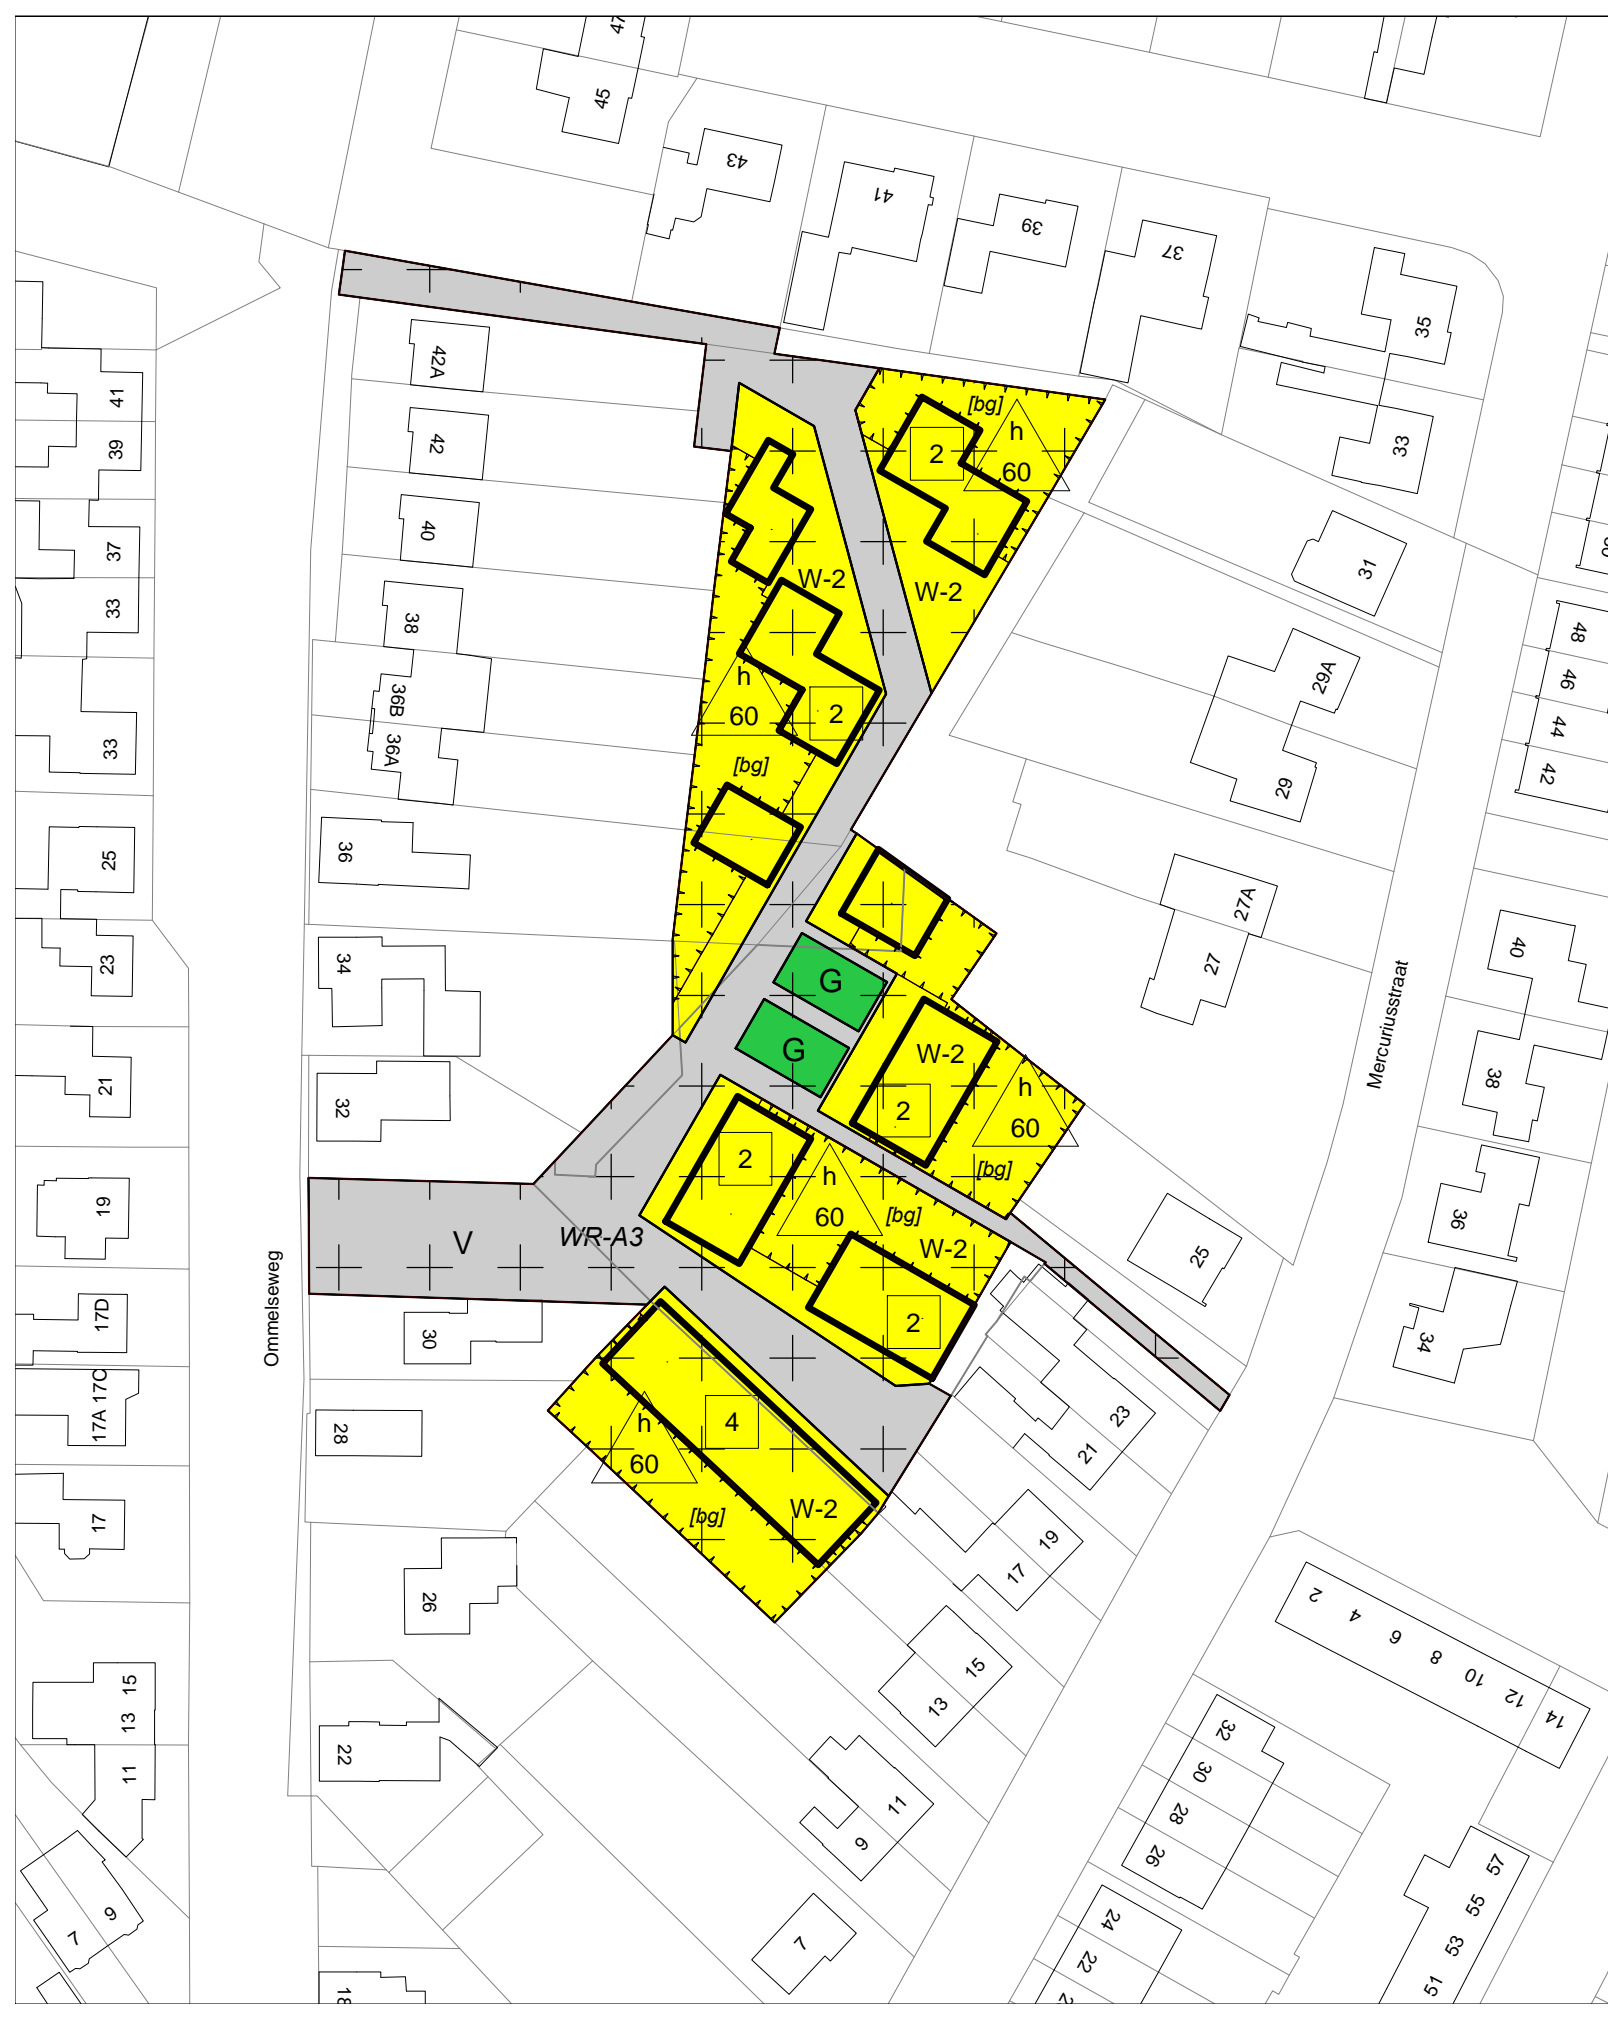 47
45
43
41
39
37
35
33
31
29A
29
27A
27
25
23
21
19
17
15
13
11
9
7
42A
42
40
38
36B
36A
36
34
32
30
28
26
22
18
41
39
37
33
33
25
23
21
19
17D
17A 17C
17
15
13
11
9
7
Ommelseweg
Mercuriusstraat
48
46
44
42
40
38
36
34
2
4
6
8
10
12
14
32
30
28
26
24
22
57
55
53
51
[bg]
2
h
60
W-2
W-2
h
60
2
[bg]
G
G
W-2
2
h
60
[bg]
2
h
60
[bg]
W-2
2
V
WR-A3
4
h
60
[bg]
W-2